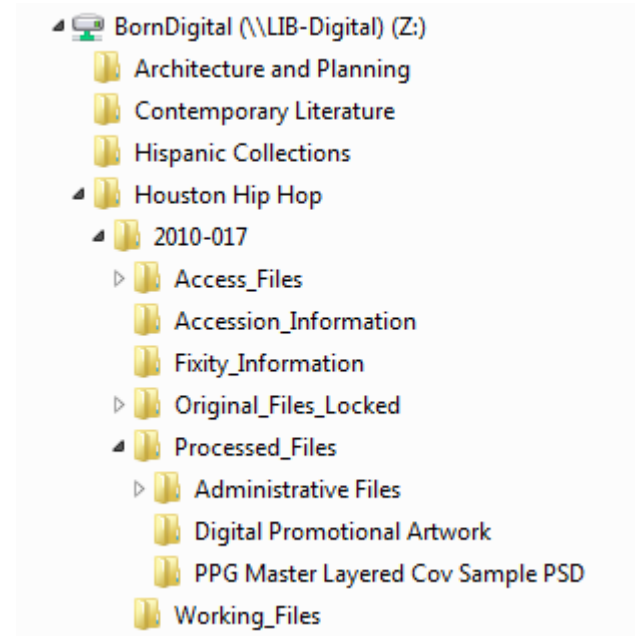 BornDigital (\\LIB-Digital) (Z:)
Architecture and Planning
Contemporary Literature
Hispanic Collections
Houston Hip Hop
2010-017
Access_Files
Accession_Information
Fixity_Information
Original_Files_Locked
Processed_Files
Administrative Files
Digital Promotional Artwork
PPG Master Layered Cov Sample PSD
Working_Files